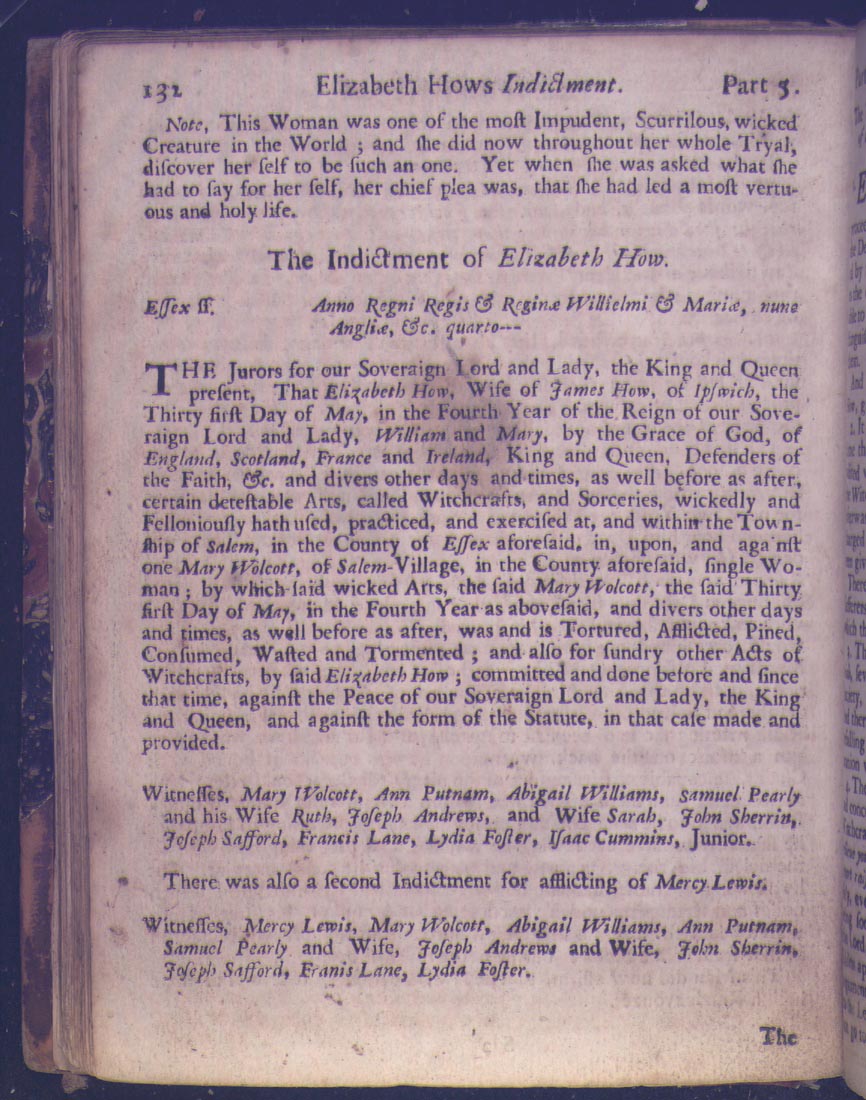 132 Elizabeth Hows Indictment. Part 5.
Note, This Woman was one of the moſt Impudent, Scurrilous, wicked
Creature in the World ; and ſhe did now throughout her whole Tryal,
diſcover her ſelf to be ſuch an one. Yet when ſhe was asked what ſhe
had to ſay for her ſelf, her chief plea was, that ſhe had led a moſt vertu-
ous and holy life.
The Indictment of Elizabeth How.
Eſſex ſſ. Anno Regni Regis & Reginæ Willielmi & Mariæ, nunc
Angliæ, &c. quarto---
THE Jurors for our Soveraign Lord and Lady, the King and Queen
preſent, That Elizabeth How, Wife of James How, of Ipſwich, the
Thirty firſt Day of May, in the Fourth Year of the Reign of our Sove-
raign Lord and Lady, William and Mary, by the Grace of God, of
England, Scotland, France and Ireland, King and Queen, Defenders of
the Faith, &c. and divers other days and times, as well before as after,
certain deteſtable Arts, called Witchcrafts, and Sorceries, wickedly and
Felloniouſly hath uſed, practiced, and exerciſed at, and within the Town-
ſhip of Salem, in the County of Eſſex aforeſaid, in, upon, and aga nſt
one Mary Wolcott, of Salem-Village, in the County aforeſaid, ſingle Wo-
man ; by which ſaid wicked Arts, the ſaid Mary Wolcott, the ſaid Thirty
firſt Day of May, in the Fourth Year as aboveſaid, and divers other days
and times, as well before as after, was and is Tortured, Afflicted, Pined,
Conſumed, Waſted and Tormented ; and alſo for ſundry other Acts of
Witchcrafts, by ſaid Elizabeth How ; committed and done before and ſince
that time, againſt the Peace of our Soveraign Lord and Lady, the King
and Queen, and againſt the form of the Statute, in that caſe made and
provided.
Witneſſes, Mary Wolcott, Ann Putnam, Abigail Williams, Samuel Pearly
and his Wife Ruth, Joſeph Andrews, and Wife Sarah, John Sherrin,
Joſeph Safford, Francis Lane, Lydia Foſter, Iſaac Cummins, Junior.
There was alſo a ſecond Indictment for afflicting of Mercy Lewis.
Witneſſes, Mercy Lewis, Mary Wolcott, Abigail Williams, Ann Putnam,
Samuel Pearly and Wife, Joſeph Andrews and Wife, John Sherrin,
Joſeph Safford, Franis Lane, Lydia Foſter.
The